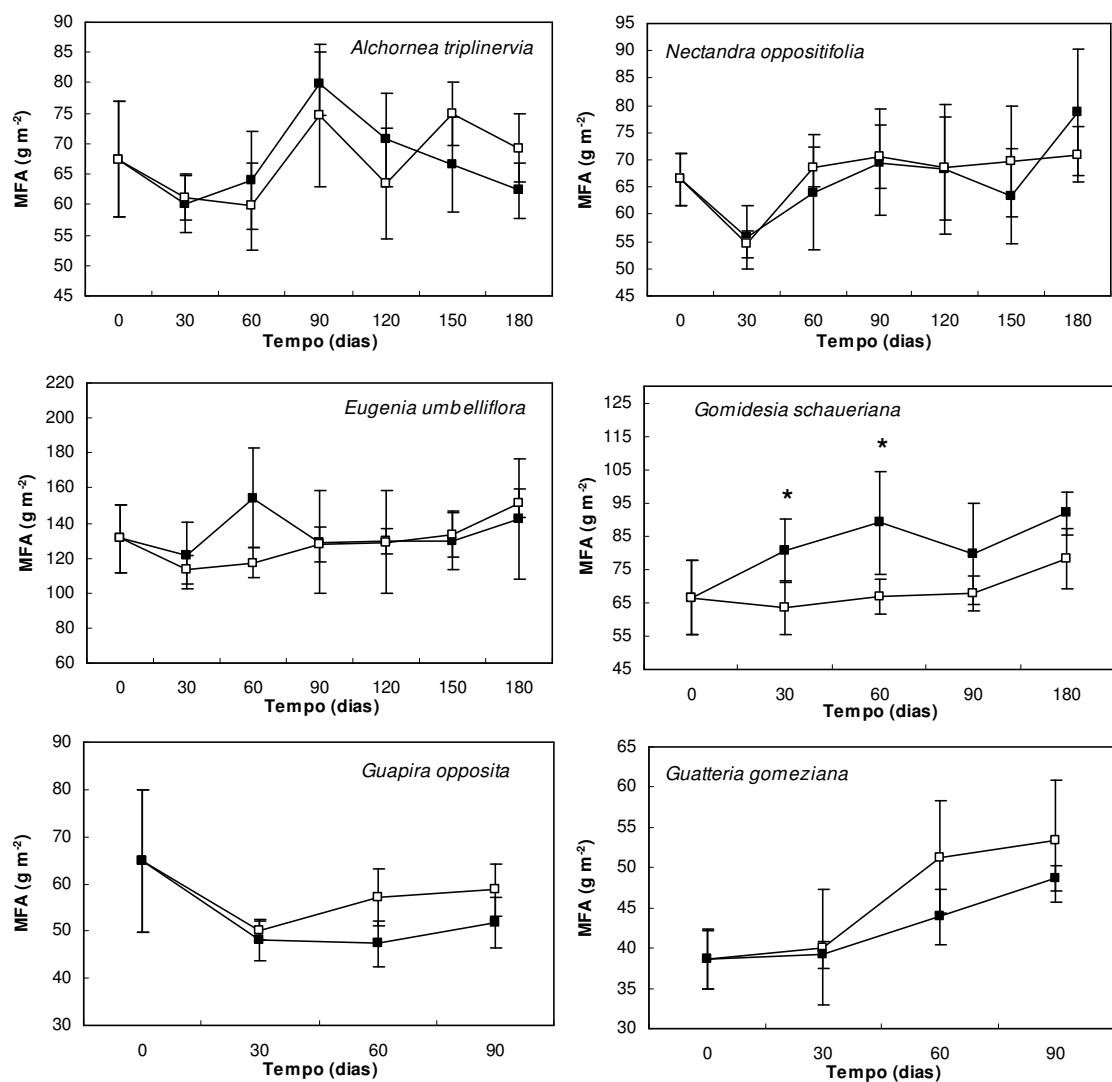 Alchornea triplinervia
MFA (g m-2)
90
85
80
75
70
65
60
55
50
45
0 30 60 90 120 150 180
Tempo (dias)
Nectandra oppositifolia
MFA (g m-2)
95
90
85
80
75
70
65
60
55
50
45
0 30 60 90 120 150 180
Tempo (dias)
Eugenia umbelliflora
MFA (g m-2)
220
200
180
160
140
120
100
80
60
0 30 60 90 120 150 180
Tempo (dias)
Gomidesia schaueriana
MFA (g m-2)
125
115
105
95
85
75
65
55
45
* *
0 30 60 90 180
Tempo (dias)
Guapira opposita
MFA (g m-2)
90
80
70
60
50
40
30
0 30 60 90
Tempo (dias)
Guatteria gomeziana
MFA (g m-2)
65
60
55
50
45
40
35
30
0 30 60 90
Tempo (dias)